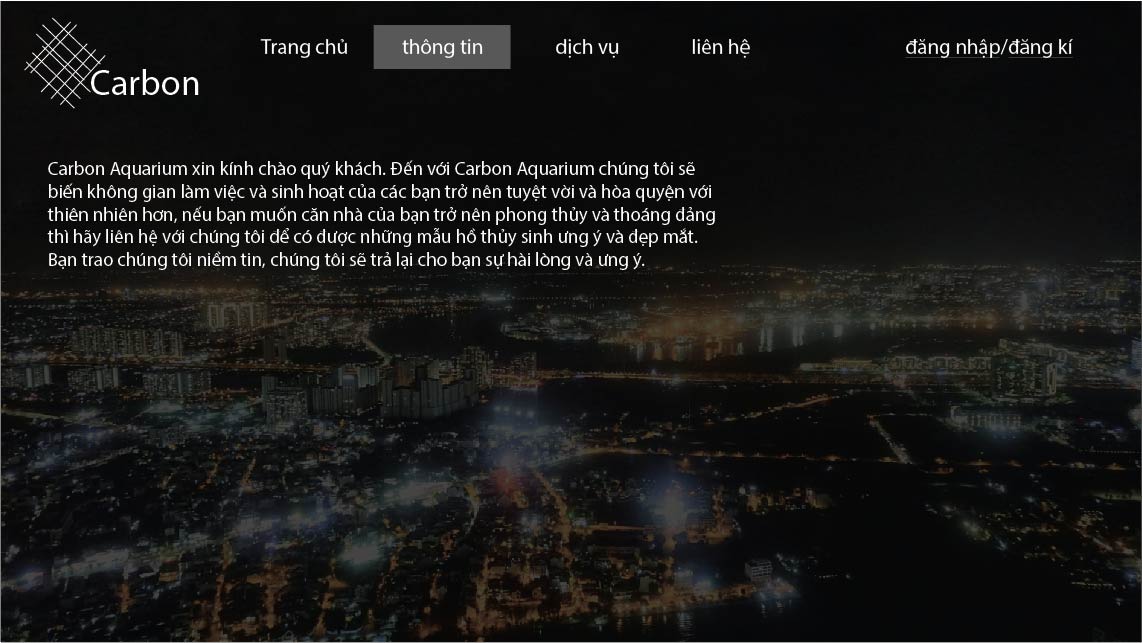 Trang chủ
thông tin
dịch vụ
liên hệ
đăng nhập/đăng kí
Carbon
Carbon Aquarium xin kính chào quý khách. Đến với Carbon Aquarium chúng tôi sẽ
biến không gian làm việc và sinh hoạt của các bạn trở nên tuyệt vời và hòa quyện với
thiên nhiên hơn, nếu bạn muốn căn nhà của bạn trở nên phong thủy và thoáng đảng
thì hãy liên hệ với chúng tôi để có được những mẫu hồ thủy sinh ưng ý và đẹp mắt.
Bạn trao chúng tôi niềm tin, chúng tôi sẽ trả lại cho bạn sự hài lòng và ưng ý.